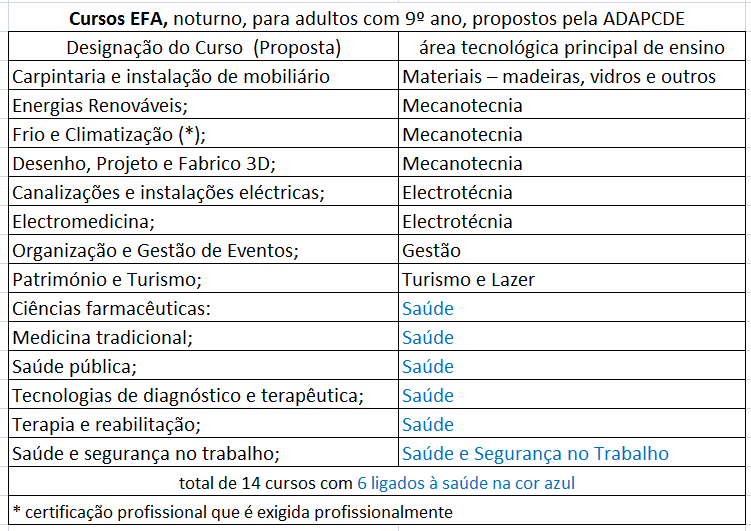 Cursos EFA, noturno, para adultos com 9º ano, propostos pela ADAPCDE
Designação do Curso (Proposta) área tecnológica principal de ensino
Carpintaria e instalação de mobiliário Materiais – madeiras, vidros e outros
Energias Renováveis; Mecanotecnia
Frio e Climatização (*); Mecanotecnia
Desenho, Projeto e Fabrico 3D; Mecanotecnia
Canalizações e instalações eléctricas; Electrotécnia
Electromedicina; Electrotécnia
Organização e Gestão de Eventos; Gestão
Património e Turismo; Turismo e Lazer
Ciências farmacêuticas: Saúde
Medicina tradicional; Saúde
Saúde pública; Saúde
Tecnologias de diagnóstico e terapêutica; Saúde
Terapia e reabilitação; Saúde
Saúde e segurança no trabalho; Saúde e Segurança no Trabalho
total de 14 cursos com 6 ligados à saúde na cor azul
* certificação profissional que é exigida profissionalmente